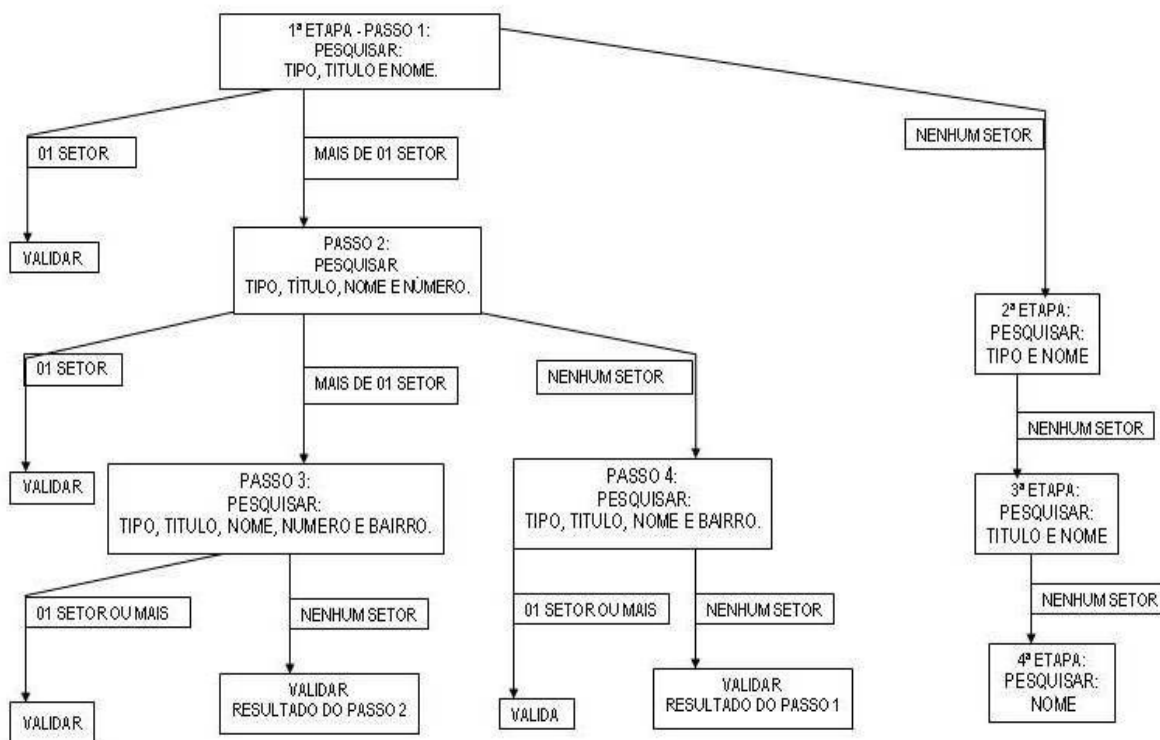 1ª ETAPA - PASSO 1:
PESQUISAR:
TIPO, TITULO E NOME.
01 SETOR
MAIS DE 01 SETOR
NENHUM SETOR
VALIDAR
PASSO 2:
PESQUISAR
TIPO, TÍTULO, NOME E NÚMERO.
2ª ETAPA:
PESQUISAR:
TIPO E NOME
01 SETOR
MAIS DE 01 SETOR
NENHUM SETOR
NENHUM SETOR
VALIDAR
PASSO 3:
PESQUISAR:
TIPO, TITULO, NOME, NUMERO E BAIRRO.
PASSO 4:
PESQUISAR:
TIPO, TITULO, NOME E BAIRRO.
3ª ETAPA:
PESQUISAR:
TITULO E NOME
01 SETOR OU MAIS
NENHUM SETOR
01 SETOR OU MAIS
NENHUM SETOR
NENHUM SETOR
VALIDAR
VALIDAR
RESULTADO DO PASSO 2
VALIDA
VALIDAR
RESULTADO DO PASSO 1
4ª ETAPA:
PESQUISAR:
NOME